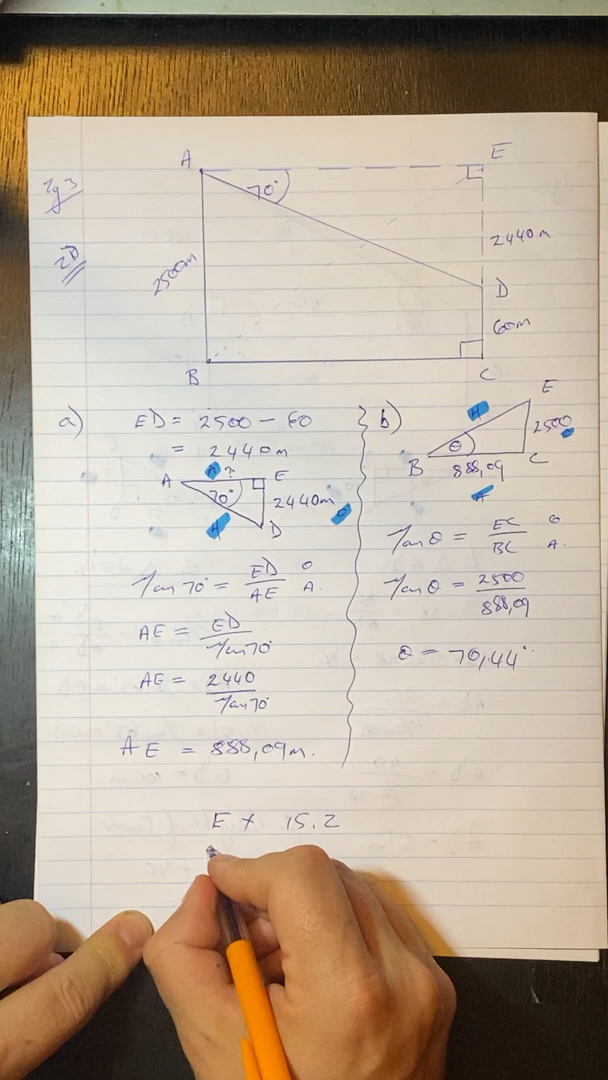 A
E
70°
2500m
2440m
D
60m
B
C
a) ED = 2500 - 60
= 2440m
A
A ?
E
70°
2440m
O
H
D
Tan 70° = ED/AE O/A
AE = ED/Tan70°
AE = 2440/Tan70°
AE = 888,09m.
b)
H
E
2500
O
θ
B
888,09
C
A
Tan θ = EC/BC O/A
Tan θ = 2500/888,09
θ = 70,44°
Ex 15.2